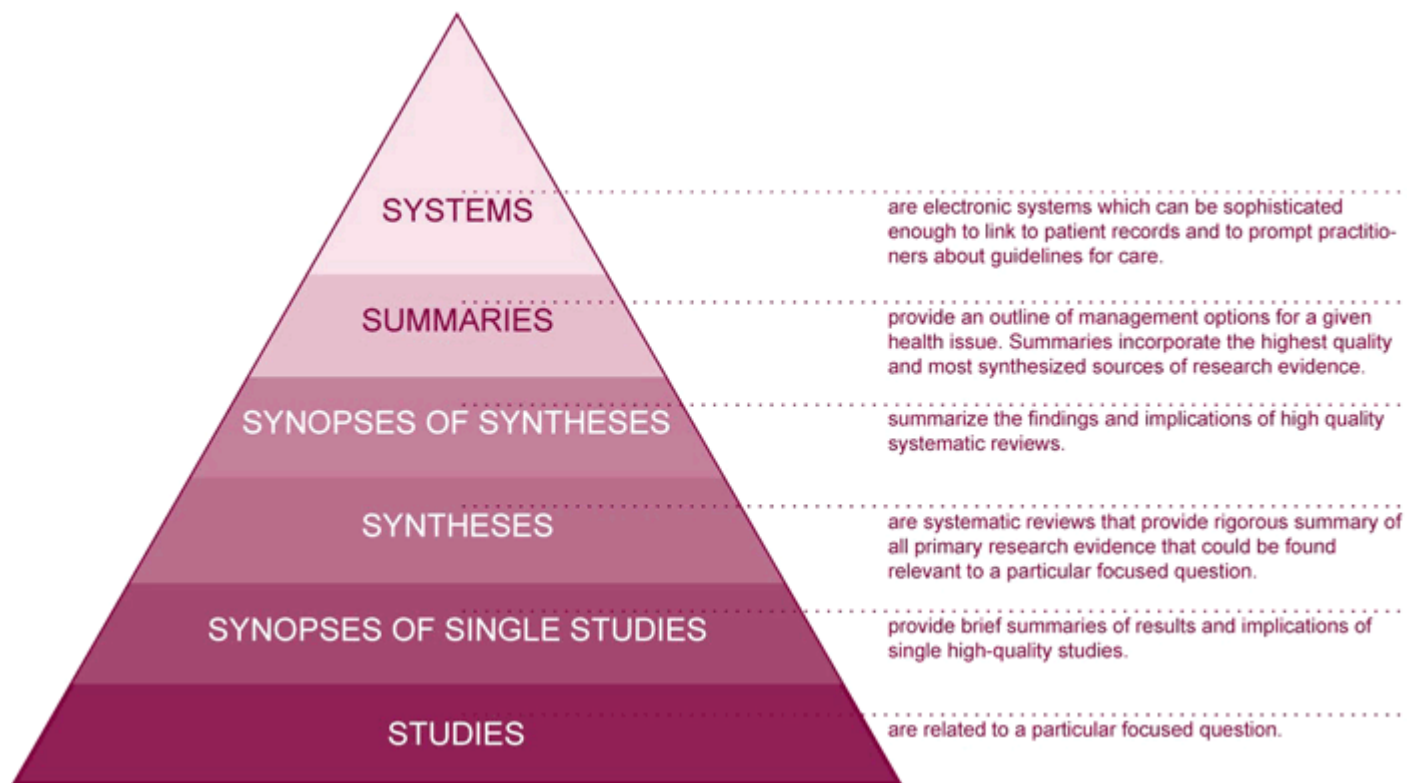 SYSTEMS
are electronic systems which can be sophisticated
enough to link to patient records and to prompt practitio-
ners about guidelines for care.
SUMMARIES
provide an outline of management options for a given
health issue. Summaries incorporate the highest quality
and most synthesized sources of research evidence.
SYNOPSES OF SYNTHESES
summarize the findings and implications of high quality
systematic reviews.
SYNTHESES
are systematic reviews that provide rigorous summary of
all primary research evidence that could be found
relevant to a particular focused question.
SYNOPSES OF SINGLE STUDIES
provide brief summaries of results and implications of
single high-quality studies.
STUDIES
are related to a particular focused question.